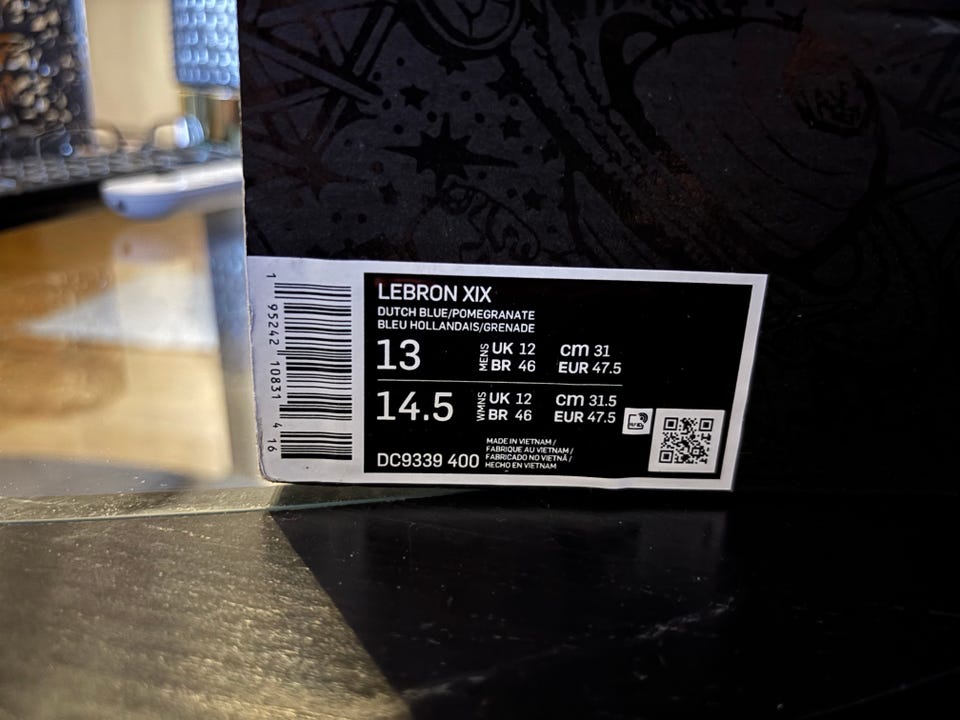 LEBRON XIX
DUTCH BLUE/POMEGRANATE
BLEU HOLLANDAIS/GRENADE
13
MENS
UK 12 cm 31
BR 46 EUR 47.5
14.5
WMNS
UK 12 cm 31.5
BR 46 EUR 47.5
DC9339 400
MADE IN VIETNAM /
FABRIQUE AU VIETNAM /
FABRICADO NO VIETNÃ /
HECHO EN VIETNAM
1 95242 10831 4 16